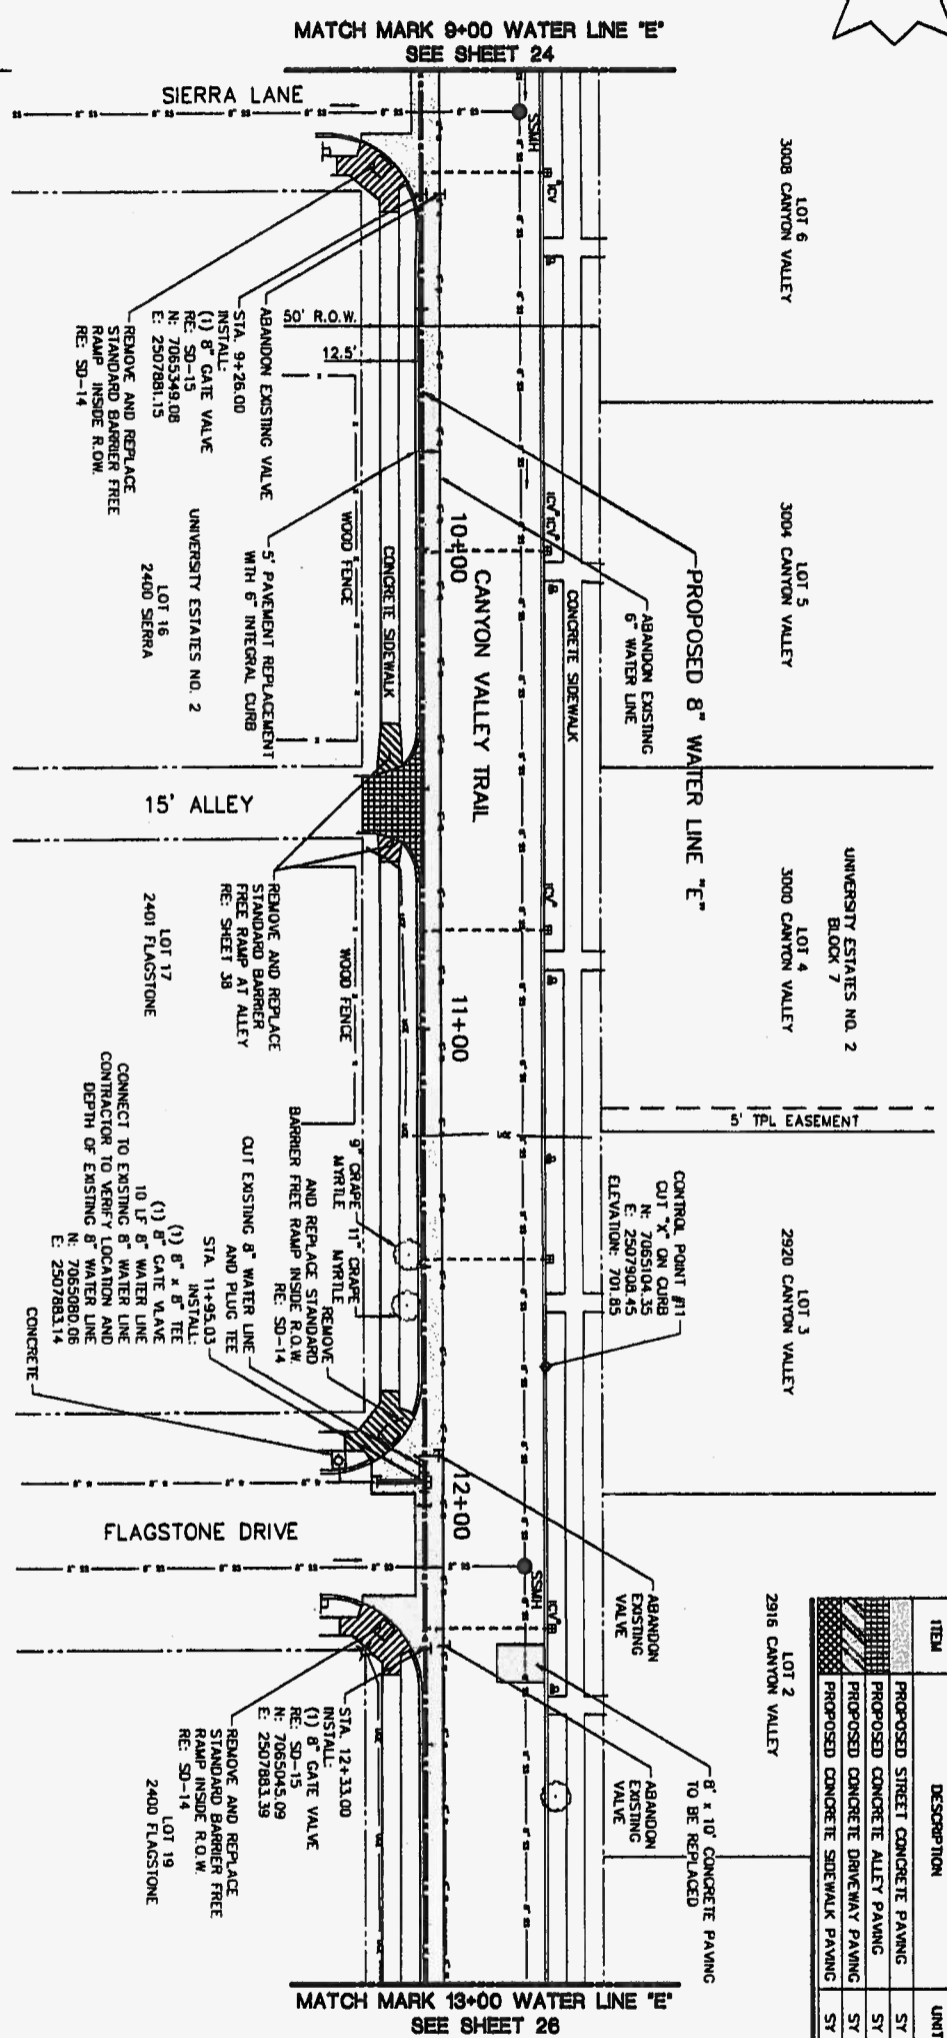 MATCH MARK 9+00 WATER LINE "E"
SEE SHEET 24
SIERRA LANE
SSMH
ICV
LOT 6
3008 CANYON VALLEY
50' R.O.W.
12.5'
ABANDON EXISTING VALVE
STA. 9+26.00
INSTALL:
(1) 8" GATE VALVE
RE: SD-15
N: 7065349.08
E: 2507881.15
REMOVE AND REPLACE
STANDARD BARRIER FREE
RAMP INSIDE R.OW.
RE: SD-14
LOT 5
3004 CANYON VALLEY
ICV ICV
10+00
CANYON VALLEY TRAIL
PROPOSED 8" WATER LINE "E"
ABANDON EXISTING
6" WATER LINE
CONCRETE SIDEWALK
CONCRETE SIDEWALK
WOOD FENCE
5' PAVEMENT REPLACEMENT
WITH 6" INTEGRAL CURB
UNIVERSITY ESTATES NO. 2
LOT 16
2400 SIERRA
15' ALLEY
UNIVERSITY ESTATES NO. 2
BLOCK 7
LOT 4
3000 CANYON VALLEY
ICV
REMOVE AND REPLACE
STANDARD BARRIER
FREE RAMP AT ALLEY
RE: SHEET 38
LOT 17
2401 FLAGSTONE
WOOD FENCE
11+00
5' TPL EASEMENT
CONTROL POINT #11
CUT "X" ON CURB
N: 7065104.35
E: 2507908.45
ELEVATION: 701.85
LOT 3
2920 CANYON VALLEY
9" CRAPE
MYRTLE
11" CRAPE
MYRTLE
REMOVE
AND REPLACE STANDARD
BARRIER FREE RAMP INSIDE R.O.W.
RE: SD-14
CUT EXISTING 8" WATER LINE
AND PLUG TEE
STA. 11+95.03
INSTALL:
(1) 8" x 8" TEE
(1) 8" GATE VLAVE
10 LF 8" WATER LINE
CONNECT TO EXISTING 8" WATER LINE
CONTRACTOR TO VERIFY LOCATION AND
DEPTH OF EXISTING 8" WATER LINE
N: 7065080.06
E: 2507883.14
CONCRETE
12+00
FLAGSTONE DRIVE
SSMH
ICV
ABANDON
EXISTING
VALVE
LOT 2
2916 CANYON VALLEY
8' x 10' CONCRETE PAVING
TO BE REPLACED
ABANDON
EXISTING
VALVE
STA. 12+33.00
INSTALL:
(1) 8" GATE VALVE
RE: SD-15
N: 7065045.09
E: 2507883.39
REMOVE AND REPLACE
STANDARD BARRIER FREE
RAMP INSIDE R.O.W.
RE: SD-14
LOT 19
2400 FLAGSTONE
ITEM DESCRIPTION UNIT
PROPOSED STREET CONCRETE PAVING SY
PROPOSED CONCRETE ALLEY PAVING SY
PROPOSED CONCRETE DRIVEWAY PAVING SY
PROPOSED CONCRETE SIDEWALK PAVING SY
MATCH MARK 13+00 WATER LINE "E"
SEE SHEET 26